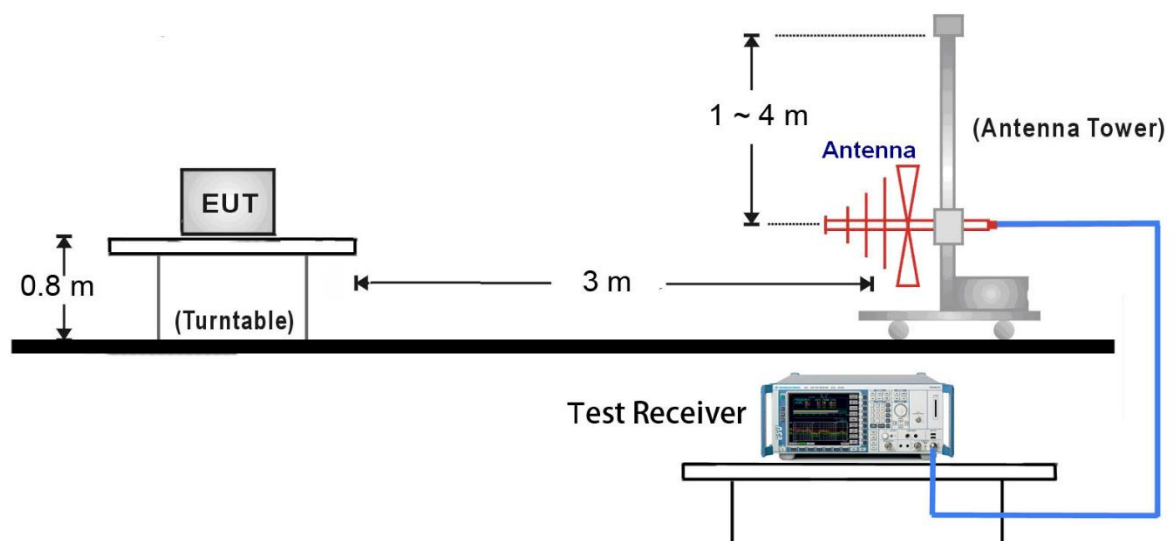 1 ~ 4 m
(Antenna Tower)
Antenna
EUT
0.8 m
3 m
(Turntable)
Test Receiver